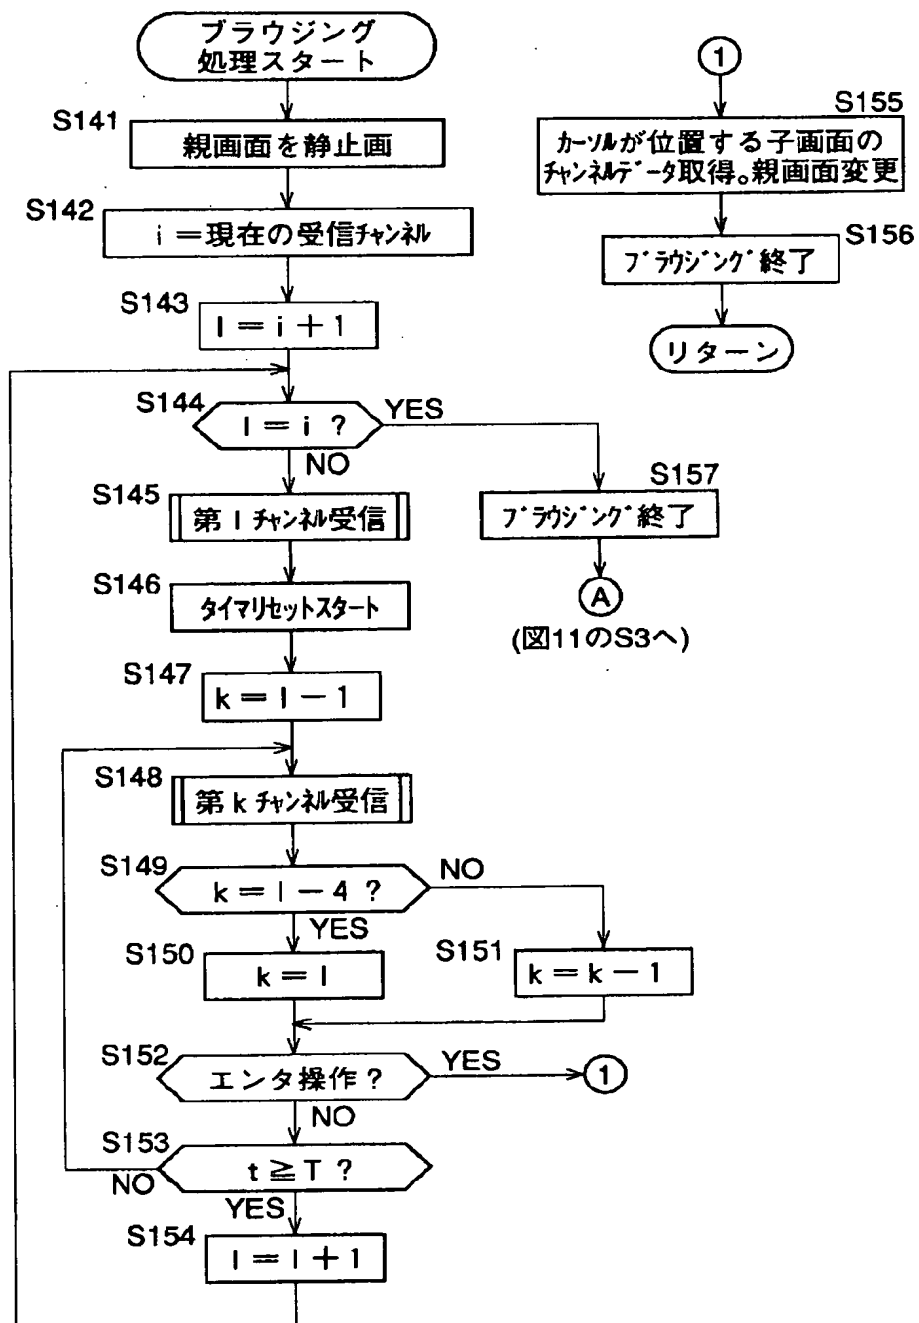 ブラウジング
処理スタート
S141
親画面を静止画
S142
i＝現在の受信チャンネル
S143
l＝i＋1
S144
l＝i ?
YES
NO
S145
第 l チャンネル受信
S146
タイマリセットスタート
S147
k＝l－1
S148
第 k チャンネル受信
S149
k＝l－4 ?
NO
YES
S150
k＝l
S151
k＝k－1
S152
エンタ操作？
YES
1
NO
S153
t≧T ?
NO
YES
S154
l＝l＋1
1
S155
カーソルが位置する子画面の
チャンネルデータ取得。親画面変更
S156
ブラウジング終了
リターン
S157
ブラウジング終了
A
(図11のS3へ)